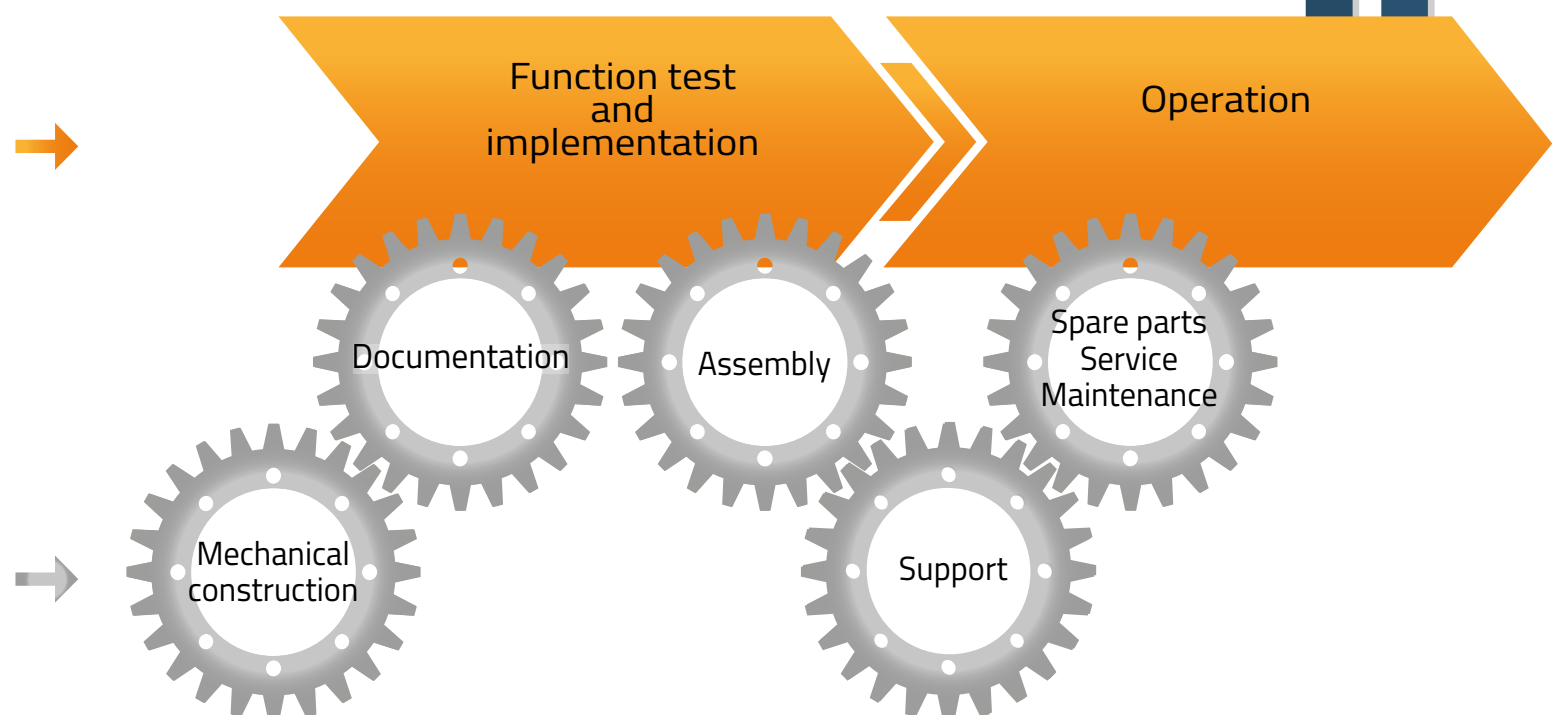 Function test
and
implementation
Operation
Documentation
Assembly
Spare parts
Service
Maintenance
Mechanical
construction
Support